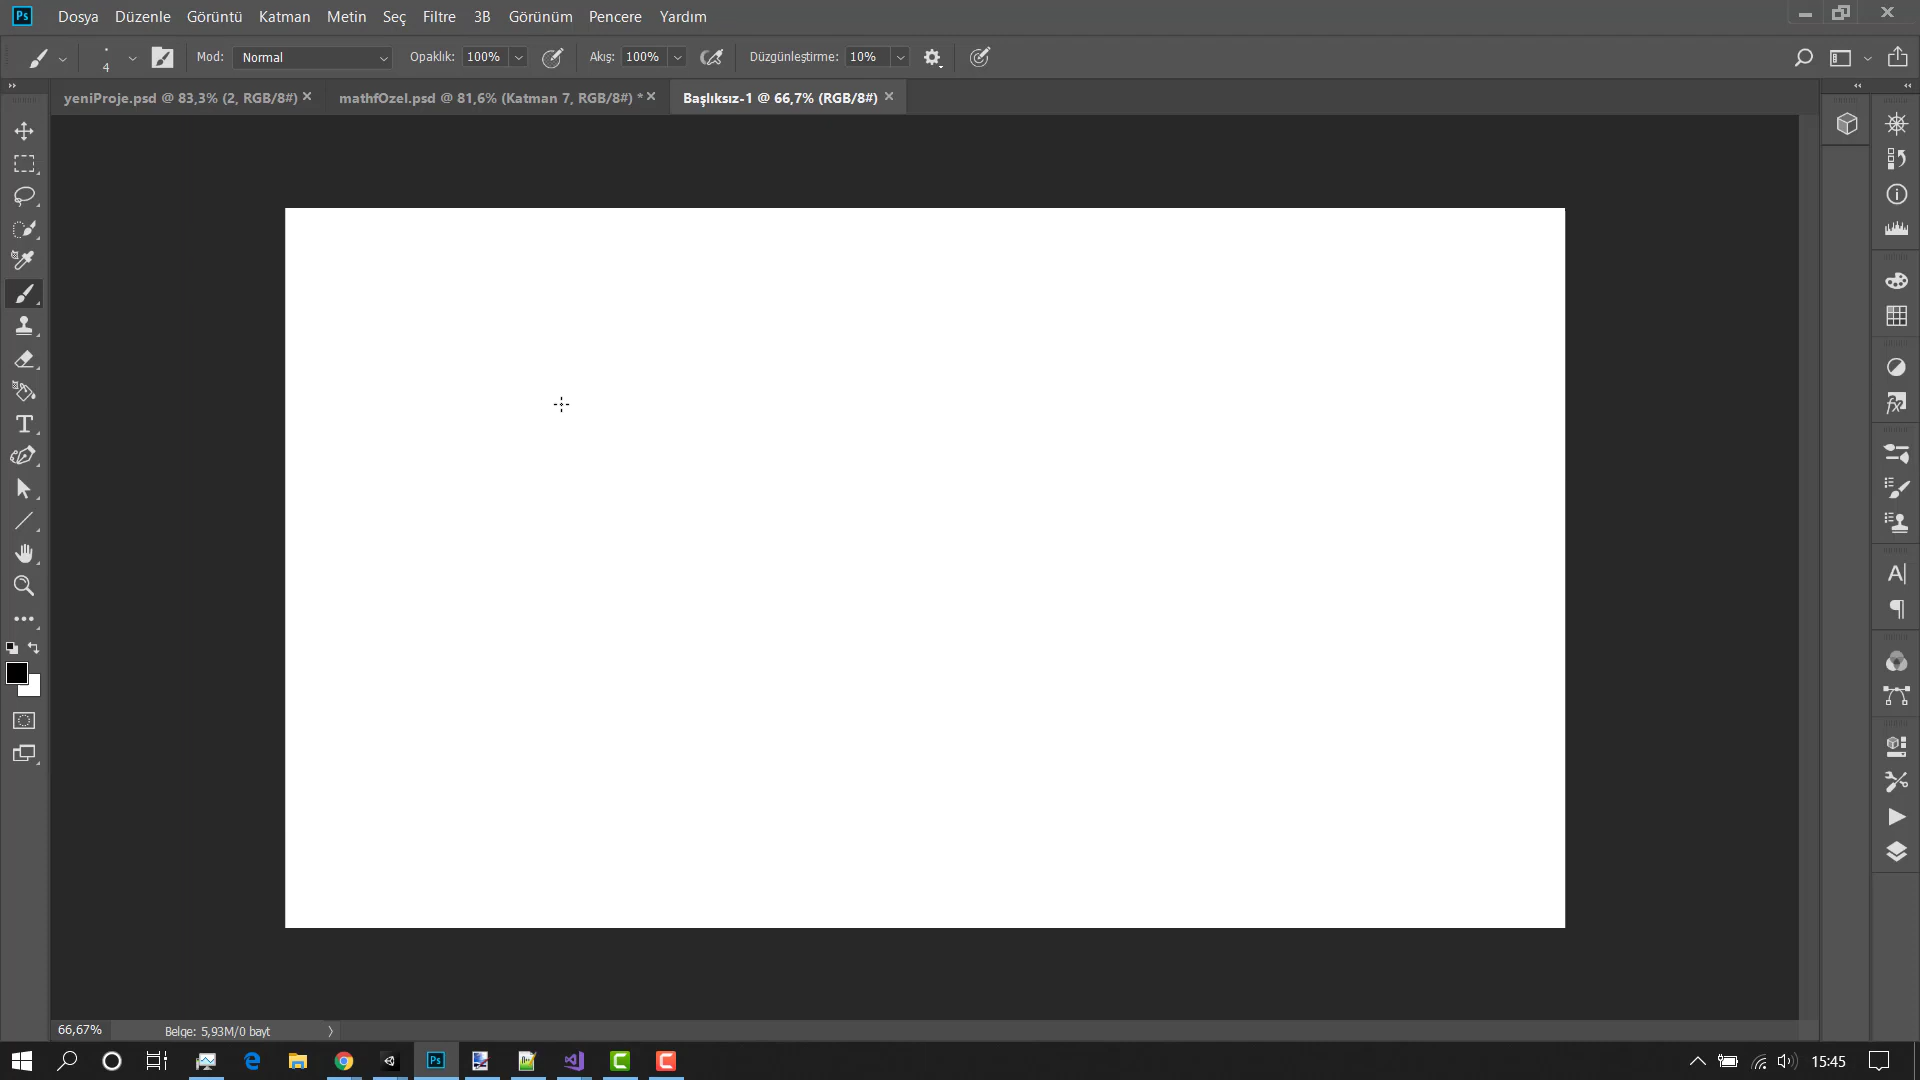 Ps Dosya Düzenle Görüntü Katman Metin Seç Filtre 3B Görünüm Pencere Yardım
4 Mod: Normal Opaklık: 100% Akış: 100% Düzgünleştirme: 10%
yeniProje.psd @ 83,3% (2, RGB/8#) mathfOzel.psd @ 81,6% (Katman 7, RGB/8#) * Başlıksız-1 @ 66,7% (RGB/8#)
66,67% Belge: 5,93M/0 bayt
Ps 15:45